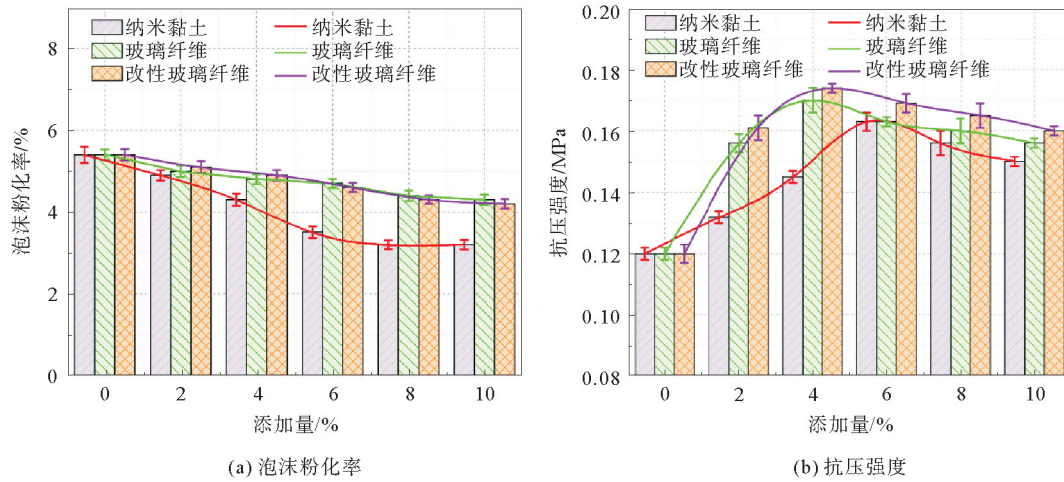 纳米黏土 纳米黏土
玻璃纤维 玻璃纤维
改性玻璃纤维 改性玻璃纤维
泡沫粉化率/%
8
6
4
2
0
0 2 4 6 8 10
添加量/%
(a) 泡沫粉化率
纳米黏土 纳米黏土
玻璃纤维 玻璃纤维
改性玻璃纤维 改性玻璃纤维
抗压强度/MPa
0.20
0.18
0.16
0.14
0.12
0.10
0.08
0 2 4 6 8 10
添加量/%
(b) 抗压强度